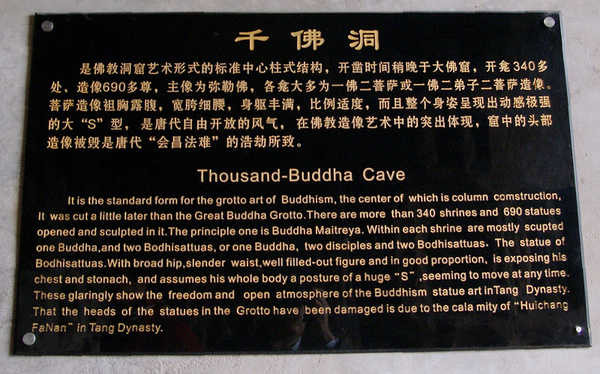 千佛洞
是佛教洞窟艺术形式的标准中心柱式结构，开凿时间稍晚于大佛窟，开龛340多
处，造像690多尊，主像为弥勒佛，各龛大多为一佛二菩萨或一佛二弟子二菩萨造像。
菩萨造像祖胸露腹，宽胯细腰，身躯丰满，比例适度，而且整个身姿呈现出动感极强
的大“S”型，是唐代自由开放的风气，在佛教造像艺术中的突出体现，窟中的头部
造像被毁是唐代“会昌法难”的浩劫所致。
Thousand-Buddha Cave
It is the standard form for the grotto art of Buddhism, the center of which is column comstruction,
It was cut a little later than the Great Buddha Grotto.There are more than 340 shrines and 690 statues
opened and sculpted in it.The principle one is Buddha Maitreya. Within each shrine are mostly scupted
one Buddha,and two Bodhisattuas, or one Buddha, two disciples and two Bodhisattuas. The statue of
Bodhisattuas.With broad hip,slender waist,well filled-out figure and in good proportion, is exposing his
chest and stonach, and assumes his whole body a posture of a huge “S” ,seeming to move at any time.
These glaringly show the freedom and open atmosphere of the Buddhism statue art inTang Dynasty.
That the heads of the statues in the Grotto have been damaged is due to the cala mity of “Huichang
FaNan” in Tang Dynasty.